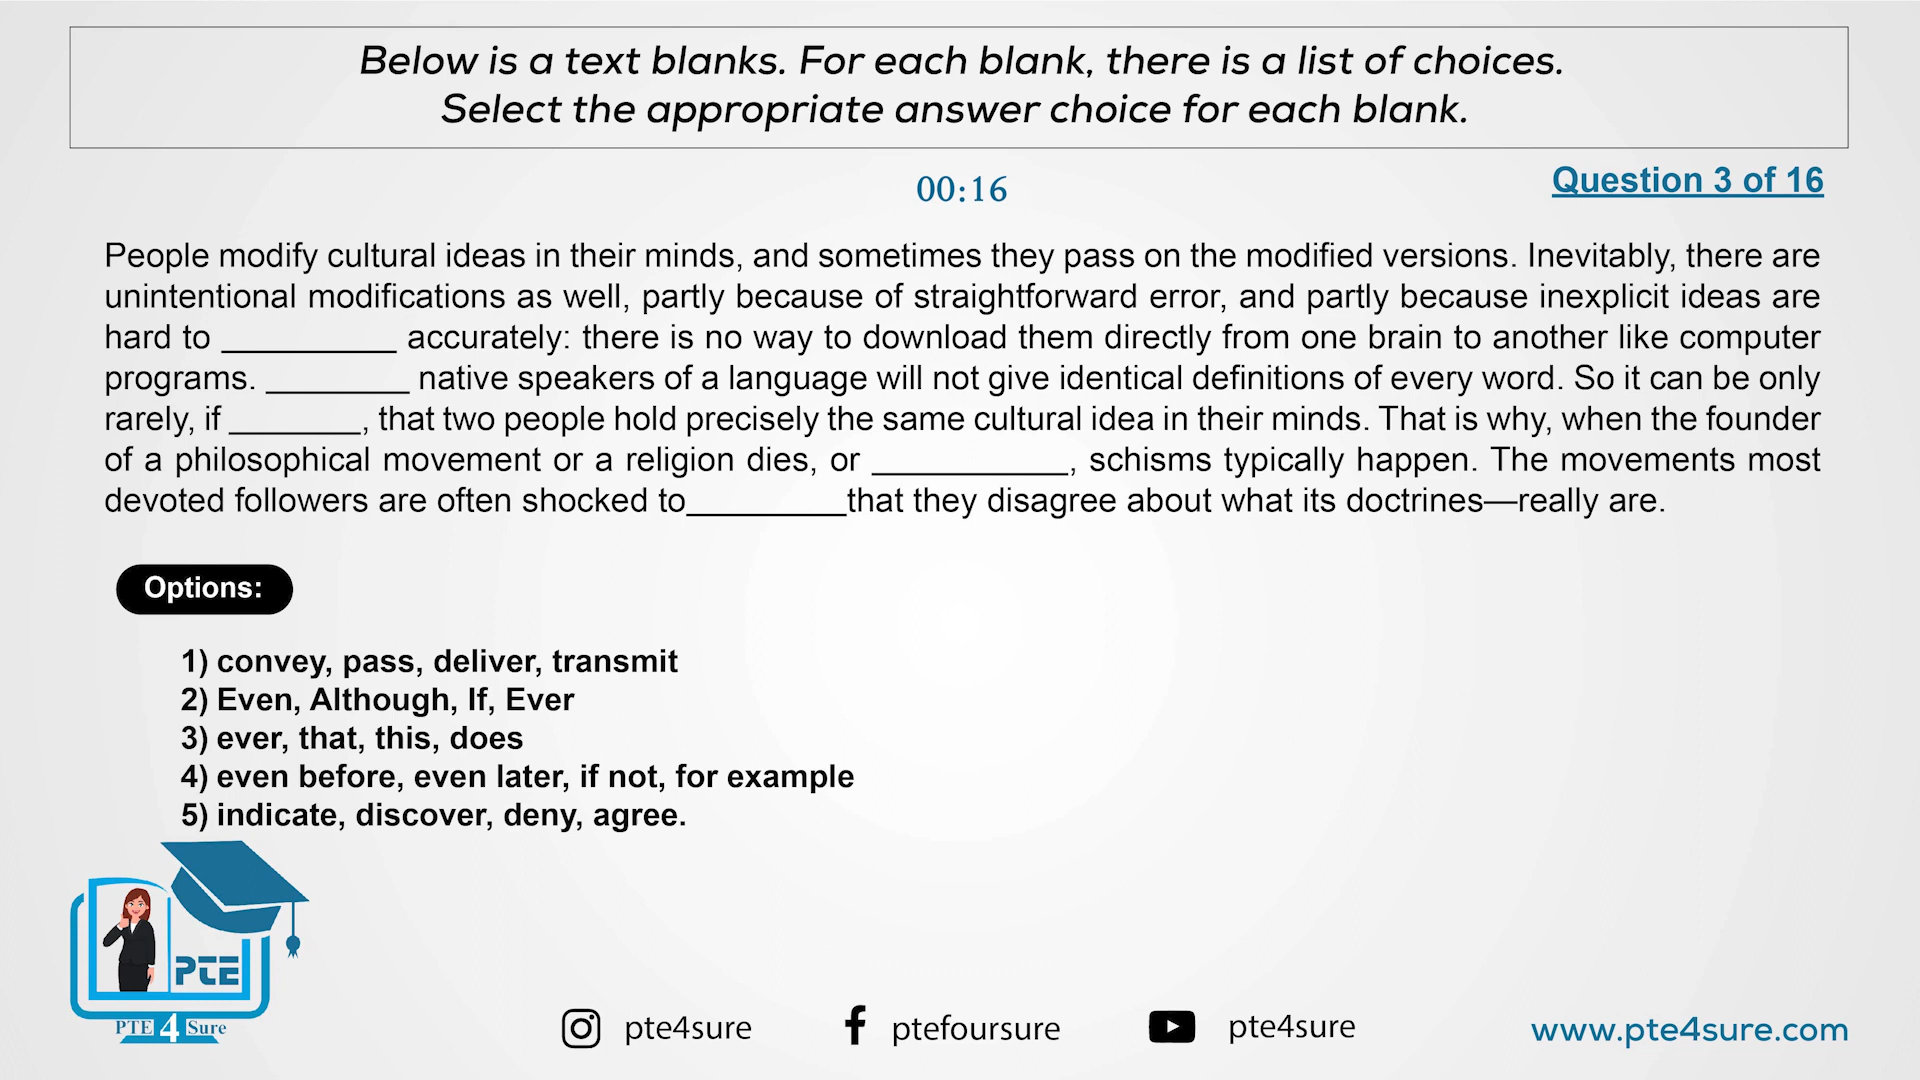 Below is a text blanks. For each blank, there is a list of choices.
Select the appropriate answer choice for each blank.
00:16
Question 3 of 16
People modify cultural ideas in their minds, and sometimes they pass on the modified versions. Inevitably, there are
unintentional modifications as well, partly because of straightforward error, and partly because inexplicit ideas are
hard to __________ accurately: there is no way to download them directly from one brain to another like computer
programs. ________ native speakers of a language will not give identical definitions of every word. So it can be only
rarely, if _______, that two people hold precisely the same cultural idea in their minds. That is why, when the founder
of a philosophical movement or a religion dies, or ___________, schisms typically happen. The movements most
devoted followers are often shocked to_________that they disagree about what its doctrines—really are.
Options:
1) convey, pass, deliver, transmit
2) Even, Although, If, Ever
3) ever, that, this, does
4) even before, even later, if not, for example
5) indicate, discover, deny, agree.
PTE
PTE 4 Sure
pte4sure
ptefoursure
pte4sure
www.pte4sure.com